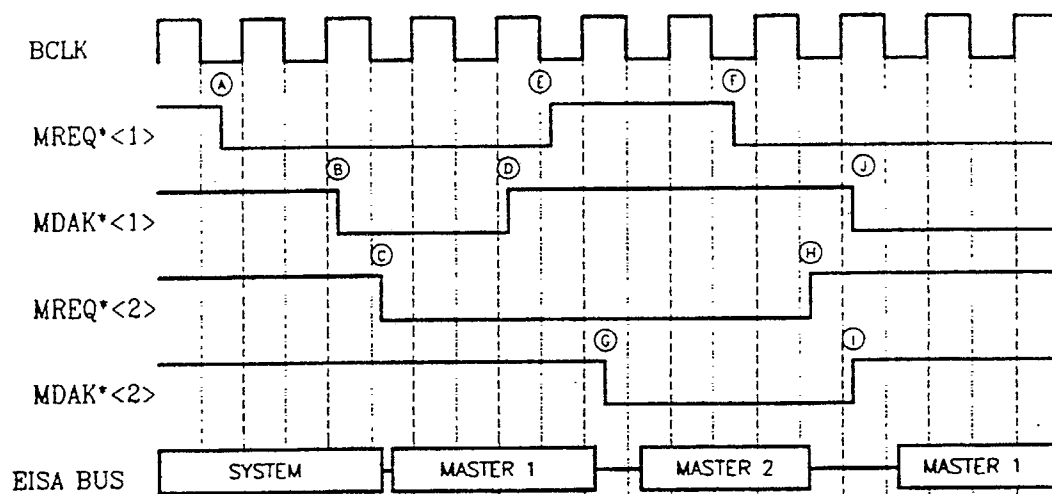 BCLK
A
E
F
MREQ*<1>
B
D
J
MDAK*<1>
C
H
MREQ*<2>
G
I
MDAK*<2>
EISA BUS
SYSTEM
MASTER 1
MASTER 2
MASTER 1